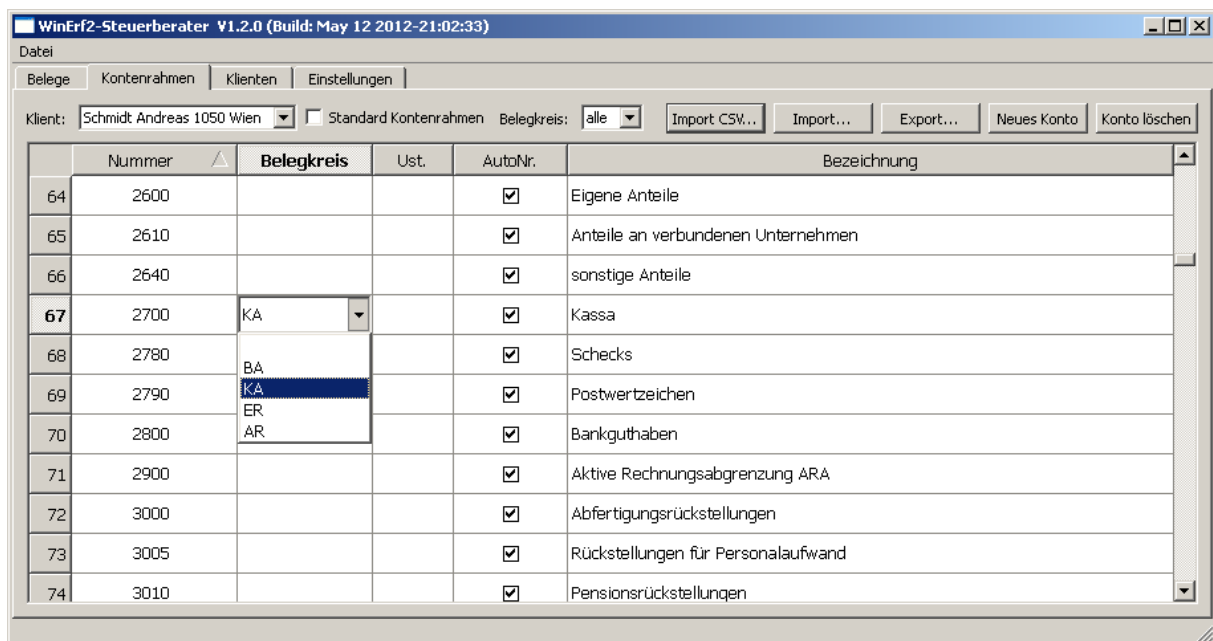 WinErf2-Steuerberater V1.2.0 (Build: May 12 2012-21:02:33)
Datei
Belege Kontenrahmen Klienten Einstellungen
Klient: Schmidt Andreas 1050 Wien Standard Kontenrahmen Belegkreis: alle Import CSV... Import... Export... Neues Konto Konto löschen
Nummer Belegkreis Ust. AutoNr. Bezeichnung
64 2600 Eigene Anteile
65 2610 Anteile an verbundenen Unternehmen
66 2640 sonstige Anteile
67 2700 KA Kassa
68 2780 Schecks
BA
69 2790 KA Postwertzeichen
ER
70 2800 AR Bankguthaben
71 2900 Aktive Rechnungsabgrenzung ARA
72 3000 Abfertigungsrückstellungen
73 3005 Rückstellungen für Personalaufwand
74 3010 Pensionsrückstellungen